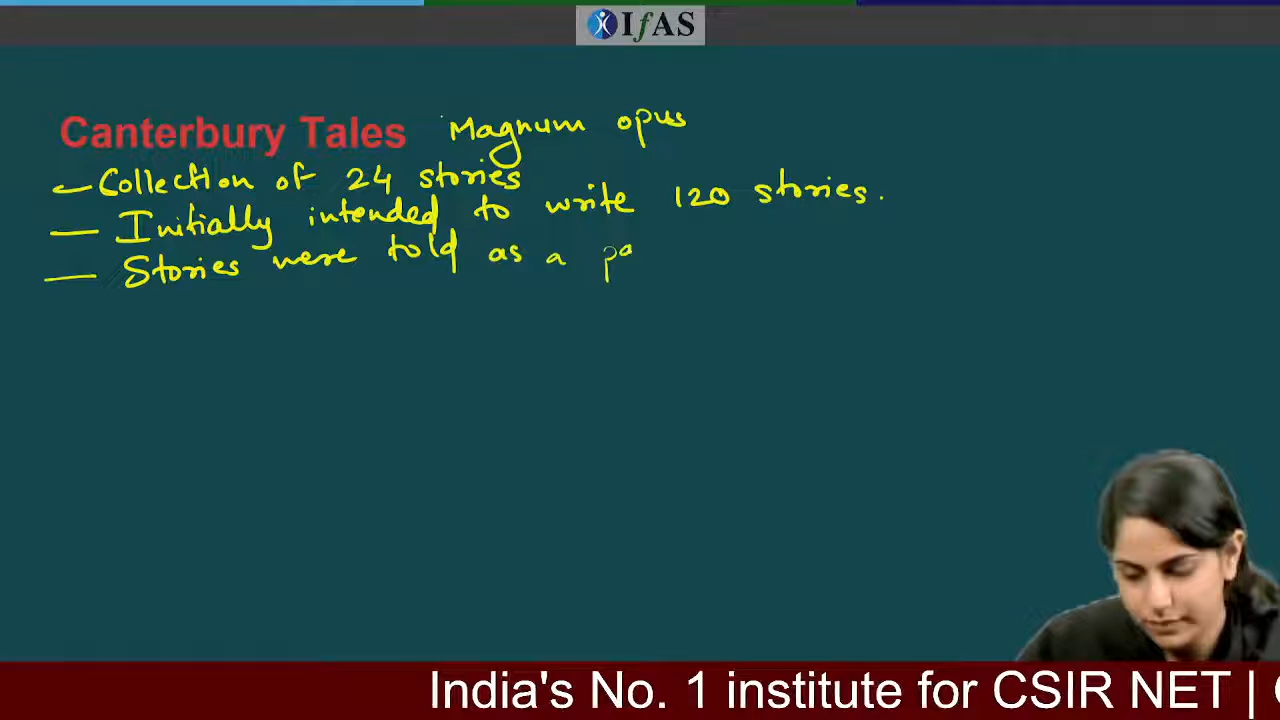 IfAS
Canterbury Tales Magnum opus
— Collection of 24 stories
— Initially intended to write 120 stories.
— Stories were told as a pa
India's No. 1 institute for CSIR NET |